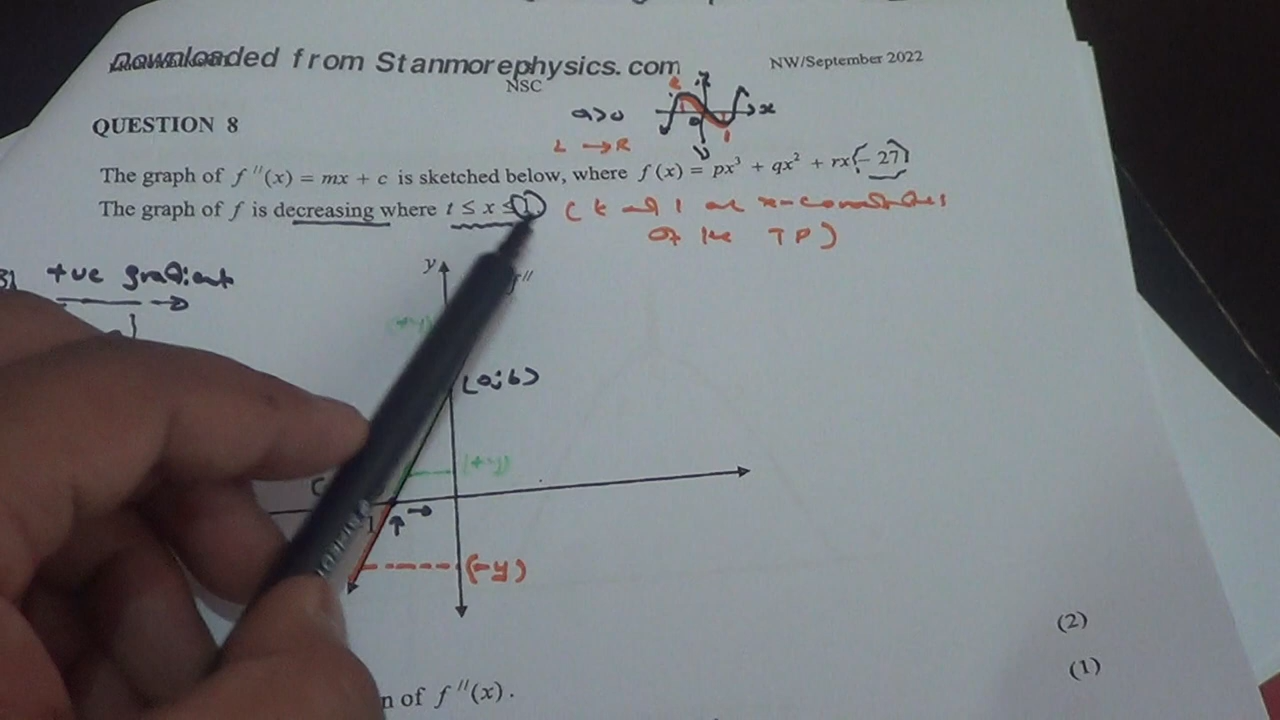 Downloaded from Stanmorephysics.com
NW/September 2022
NSC
QUESTION 8
a>0
x
L → R
The graph of f''(x) = mx + c is sketched below, where f(x) = px³ + qx² + rx - 27
The graph of f is decreasing where t ≤ x ≤ 1 (t and 1 are x-coordinates
of the TP)
+ve gradient
y
f''
(+y)
(0;6)
(+y)
(-y)
(2)
(1)
of f''(x).